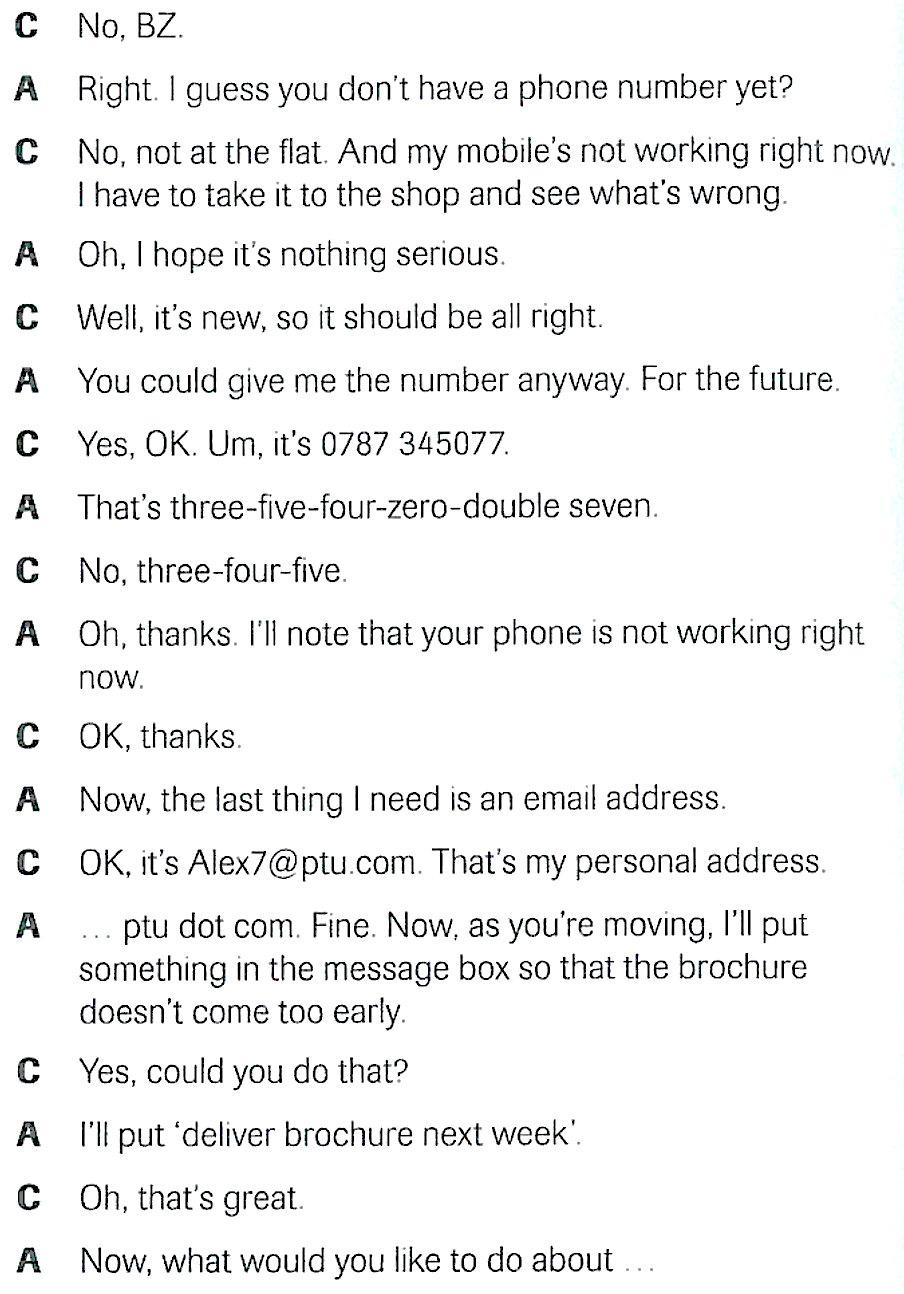 C No, BZ.
A Right. I guess you don't have a phone number yet?
C No, not at the flat. And my mobile's not working right now.
I have to take it to the shop and see what's wrong.
A Oh, I hope it's nothing serious.
C Well, it's new, so it should be all right.
A You could give me the number anyway. For the future.
C Yes, OK. Um, it's 0787 345077.
A That's three-five-four-zero-double seven.
C No, three-four-five.
A Oh, thanks. I'll note that your phone is not working right
now.
C OK, thanks.
A Now, the last thing I need is an email address.
C OK, it's Alex7@ptu.com. That's my personal address.
A ... ptu dot com. Fine. Now, as you're moving, I'll put
something in the message box so that the brochure
doesn't come too early.
C Yes, could you do that?
A I'll put 'deliver brochure next week'.
C Oh, that's great.
A Now, what would you like to do about ...